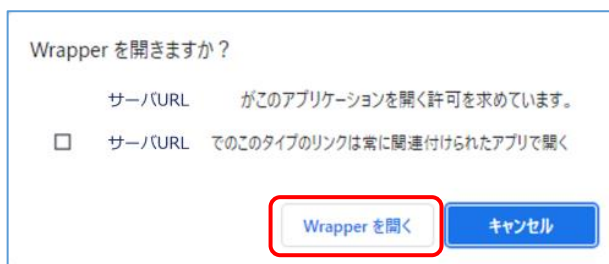 Wrapper を開きますか？
サーバURL がこのアプリケーションを開く許可を求めています。
サーバURL でのこのタイプのリンクは常に関連付けられたアプリで開く
Wrapper を開く キャンセル